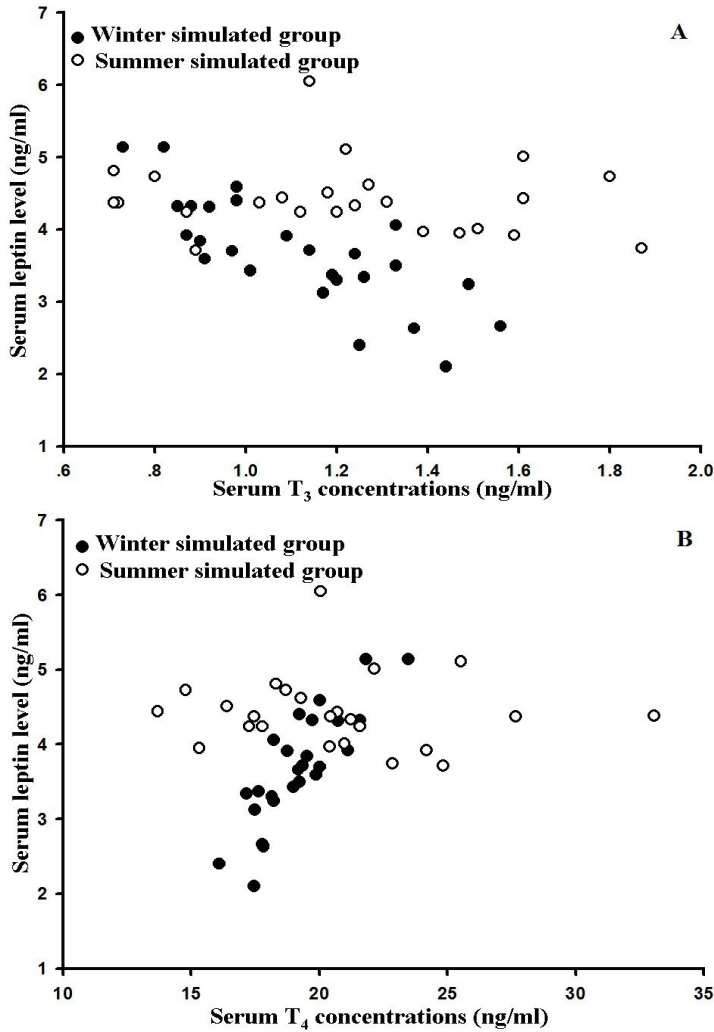 7
Winter simulated group
A
Summer simulated group
6
5
4
3
2
1
Serum leptin level (ng/ml)
.6 .8 1.0 1.2 1.4 1.6 1.8 2.0
Serum T3 concentrations (ng/ml)
7
Winter simulated group
B
Summer simulated group
6
5
4
3
2
1
Serum leptin level (ng/ml)
10 15 20 25 30 35
Serum T4 concentrations (ng/ml)